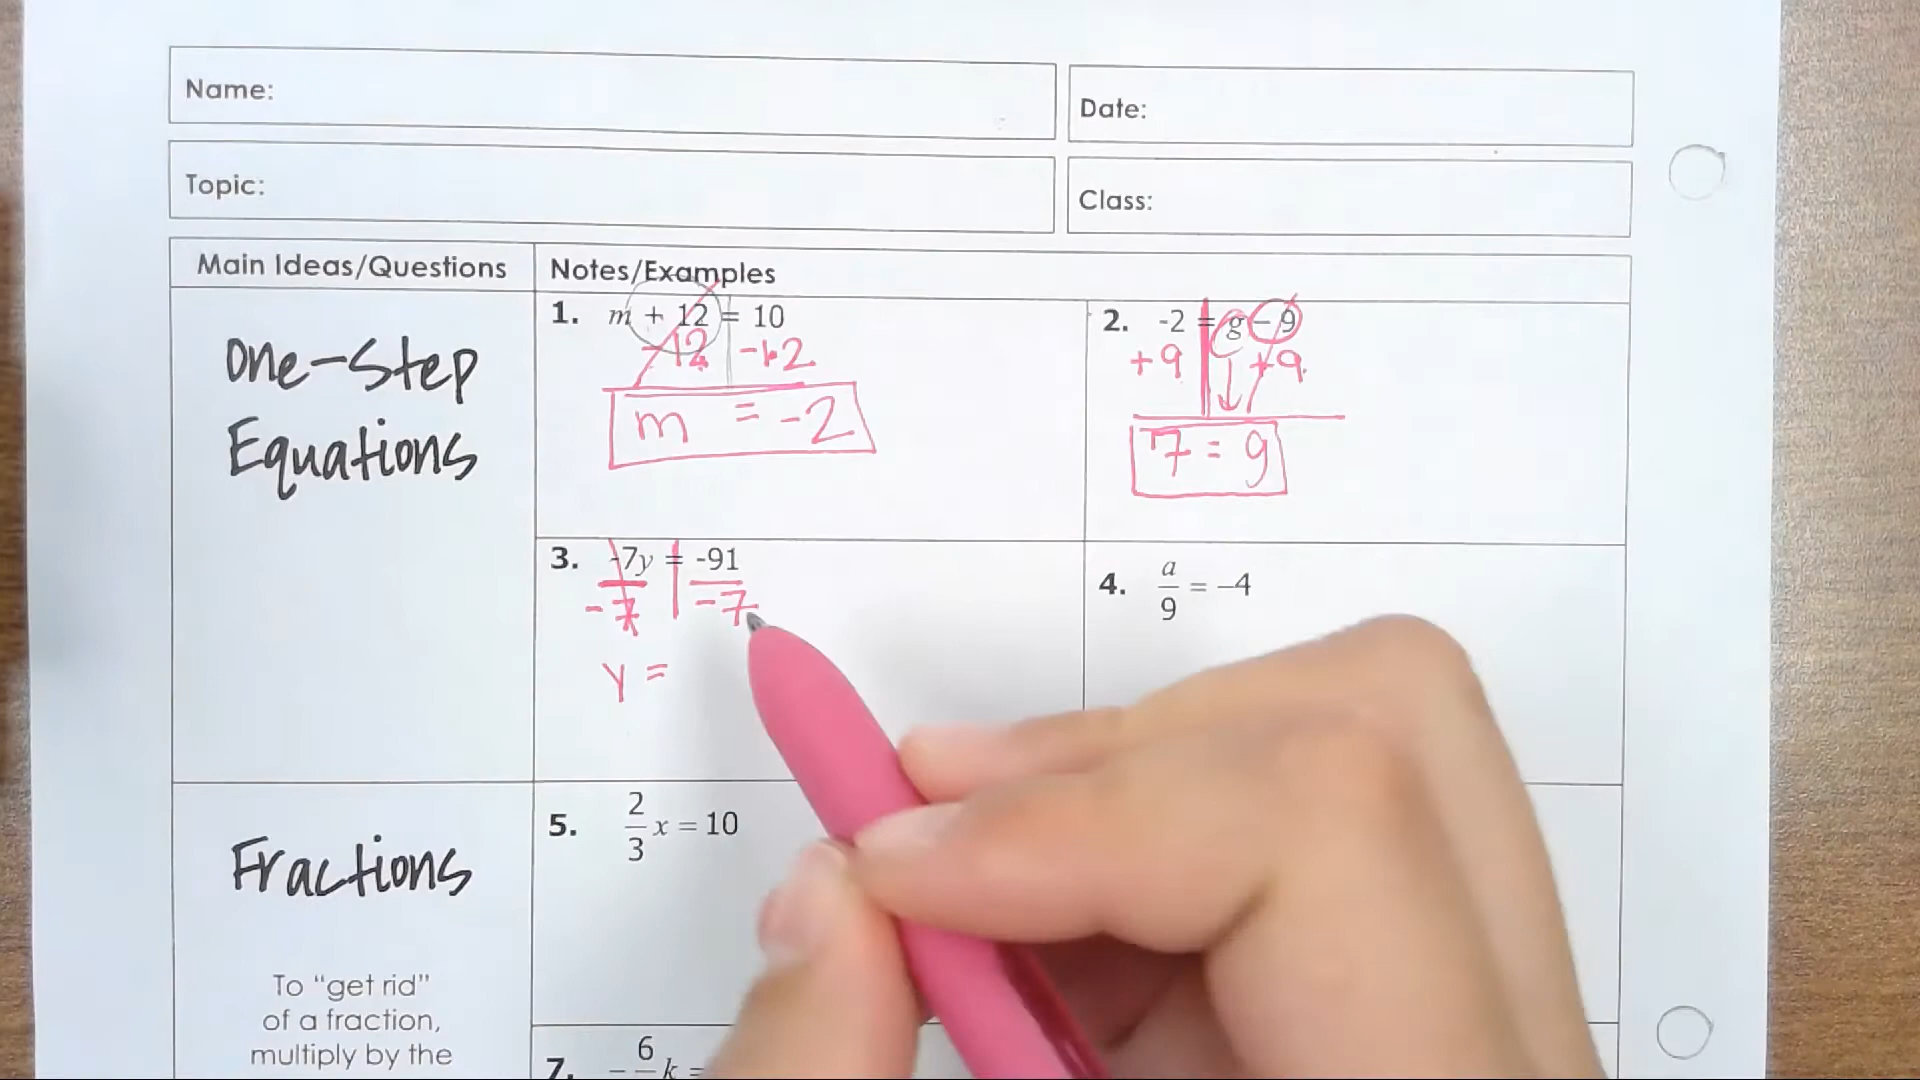 Name:
Date:
Topic:
Class:
Main Ideas/Questions
Notes/Examples
One-Step
Equations
1. m + 12 = 10
-12 -12
m = -2
2. -2 = g - 9
+9 +9
7 = g
3. -7y = -91
-7 -7
y =
4. a/9 = -4
Fractions
To "get rid"
of a fraction,
multiply by the
5. 2/3 x = 10
7. - 6 k =